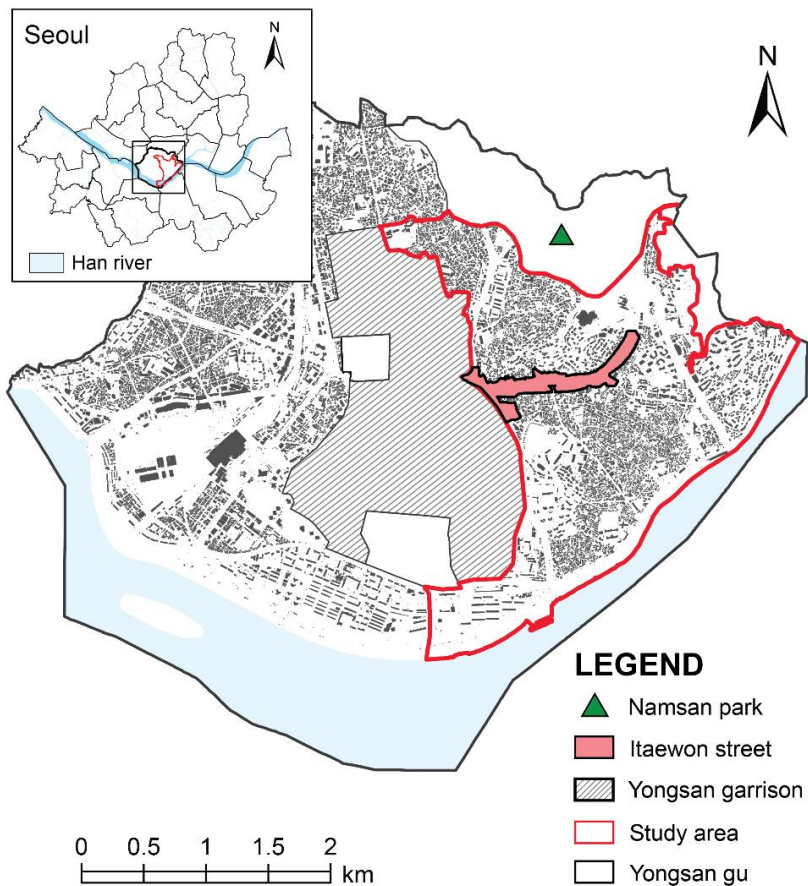 Seoul
N
Han river
N
LEGEND
Namsan park
Itaewon street
Yongsan garrison
Study area
Yongsan gu
0 0.5 1 1.5 2
km